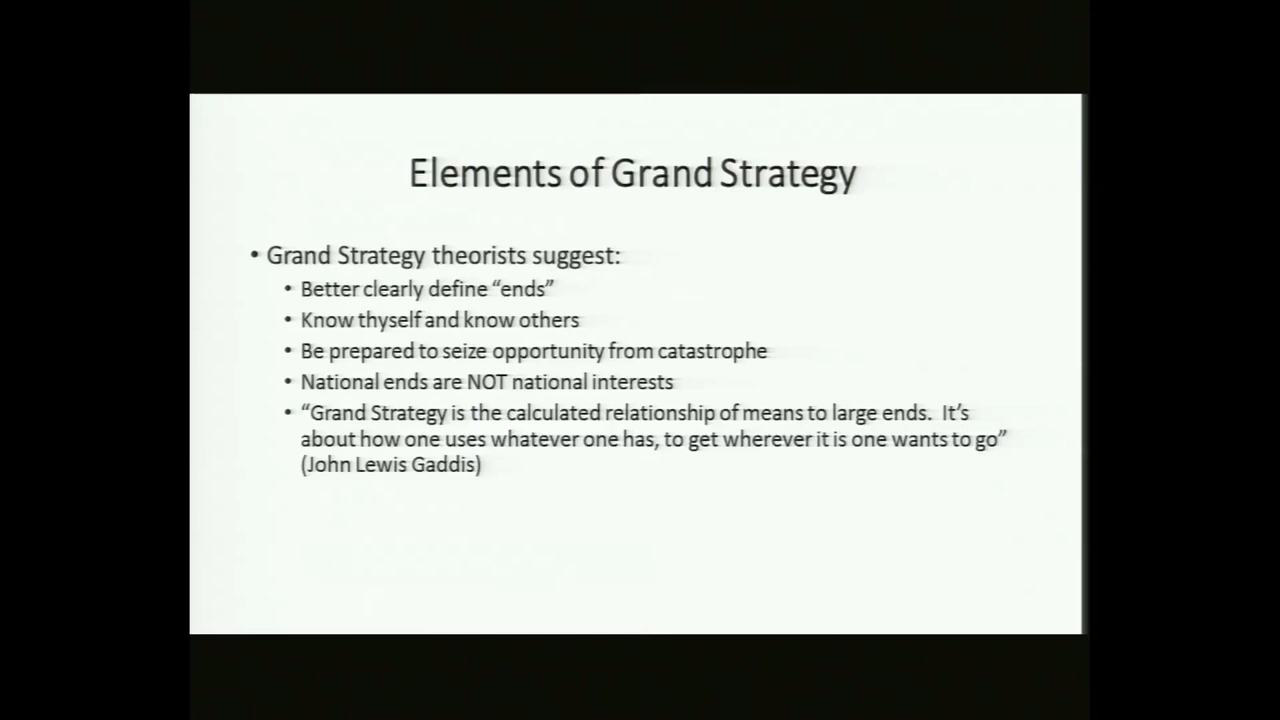 Elements of Grand Strategy
• Grand Strategy theorists suggest:
• Better clearly define “ends”
• Know thyself and know others
• Be prepared to seize opportunity from catastrophe
• National ends are NOT national interests
• “Grand Strategy is the calculated relationship of means to large ends.  It’s
about how one uses whatever one has, to get wherever it is one wants to go”
(John Lewis Gaddis)